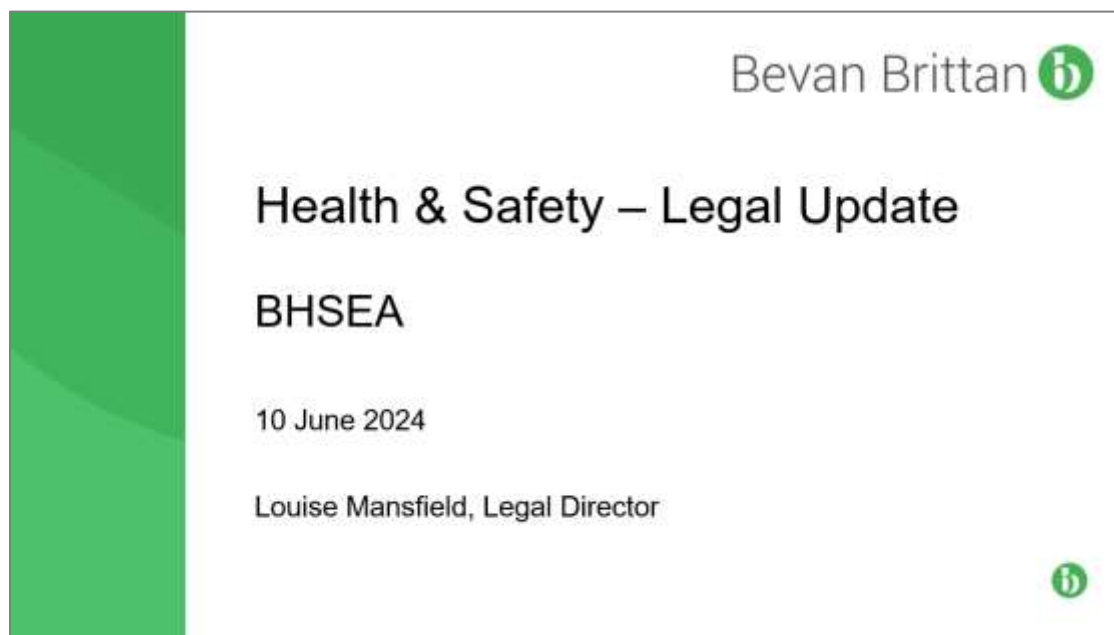 Bevan Brittan b
Health & Safety – Legal Update
BHSEA
10 June 2024
Louise Mansfield, Legal Director
b